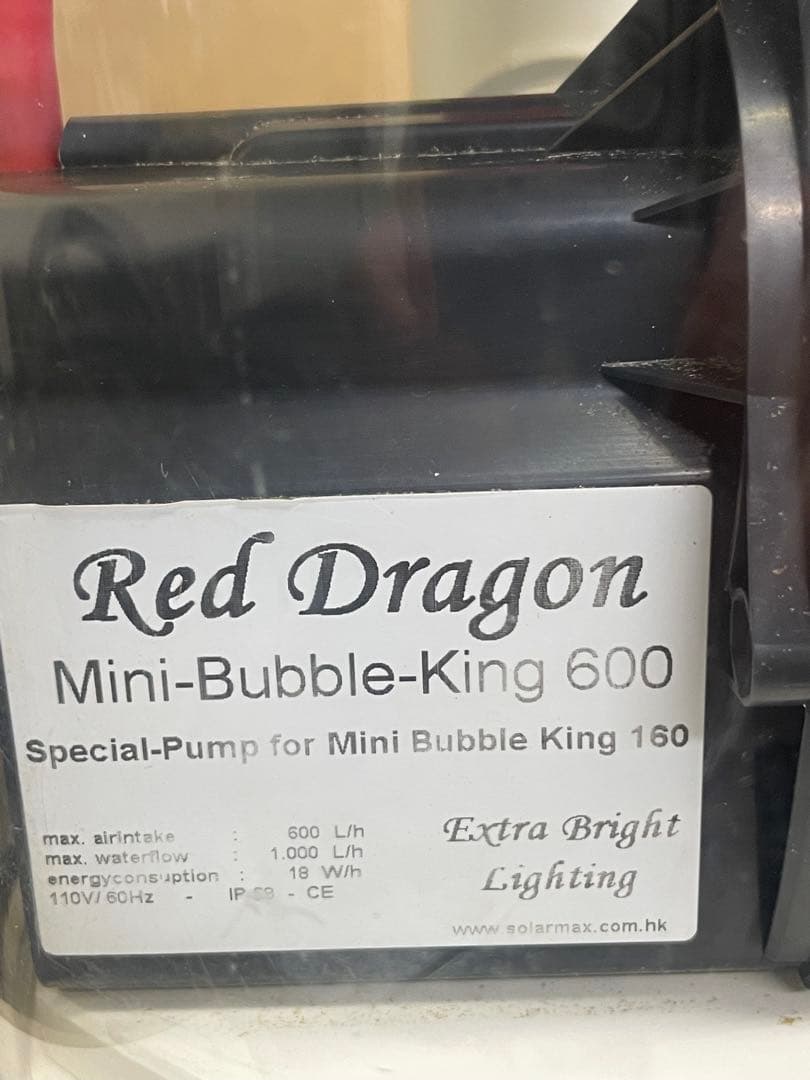 Red Dragon
Mini-Bubble-King 600
Special-Pump for Mini Bubble King 160
max. airintake : 600 L/h
max. waterflow : 1.000 L/h
energyconsuption : 18 W/h
110V/ 60Hz - IP - CE
Extra Bright
Lighting
www.solarmax.com.hk